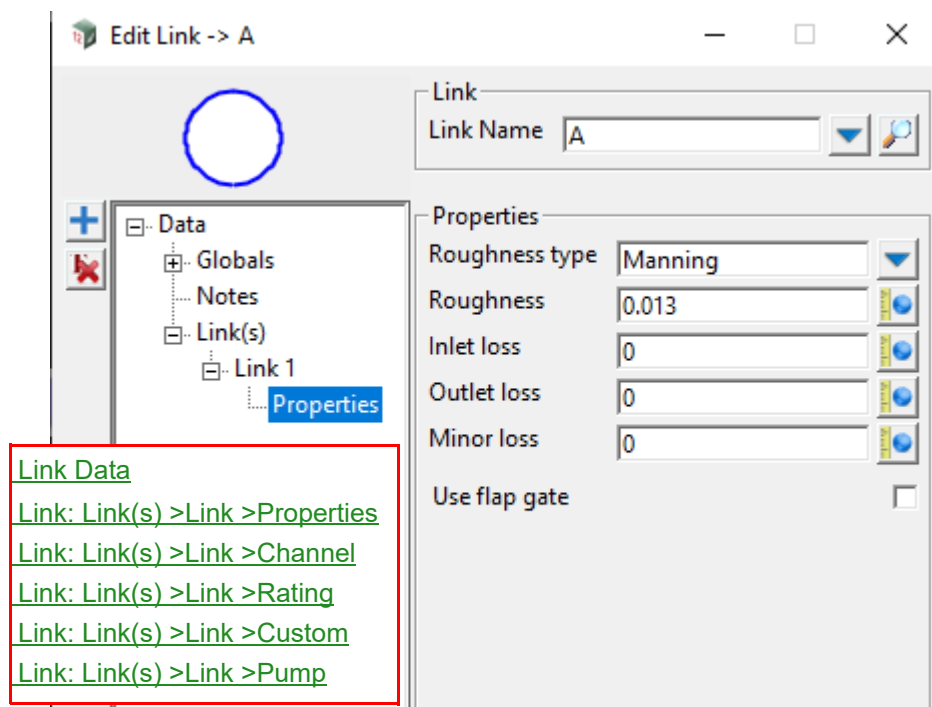 Edit Link -> A
Link
Link Name A
Data
Globals
Notes
Link(s)
Link 1
Properties
Properties
Roughness type Manning
Roughness 0.013
Inlet loss 0
Outlet loss 0
Minor loss 0
Use flap gate
Link Data
Link: Link(s) >Link >Properties
Link: Link(s) >Link >Channel
Link: Link(s) >Link >Rating
Link: Link(s) >Link >Custom
Link: Link(s) >Link >Pump